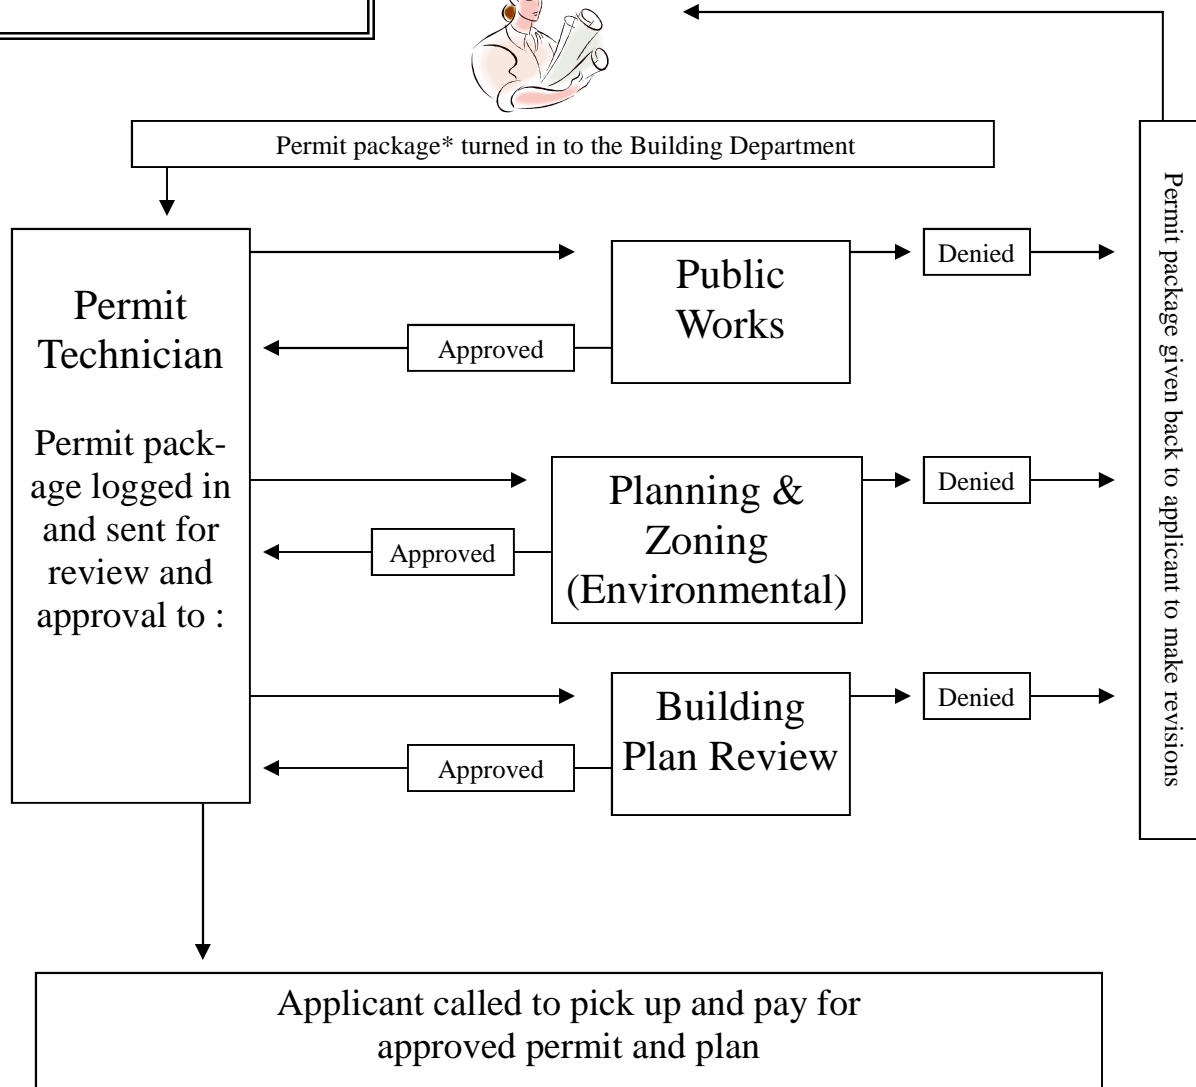 Permit package* turned in to the Building Department
Permit
Technician
Permit pack-
age logged in
and sent for
review and
approval to :
Public
Works
Denied
Approved
Planning &
Zoning
(Environmental)
Denied
Approved
Building
Plan Review
Denied
Approved
Permit package given back to applicant to make revisions
Applicant called to pick up and pay for
approved permit and plan